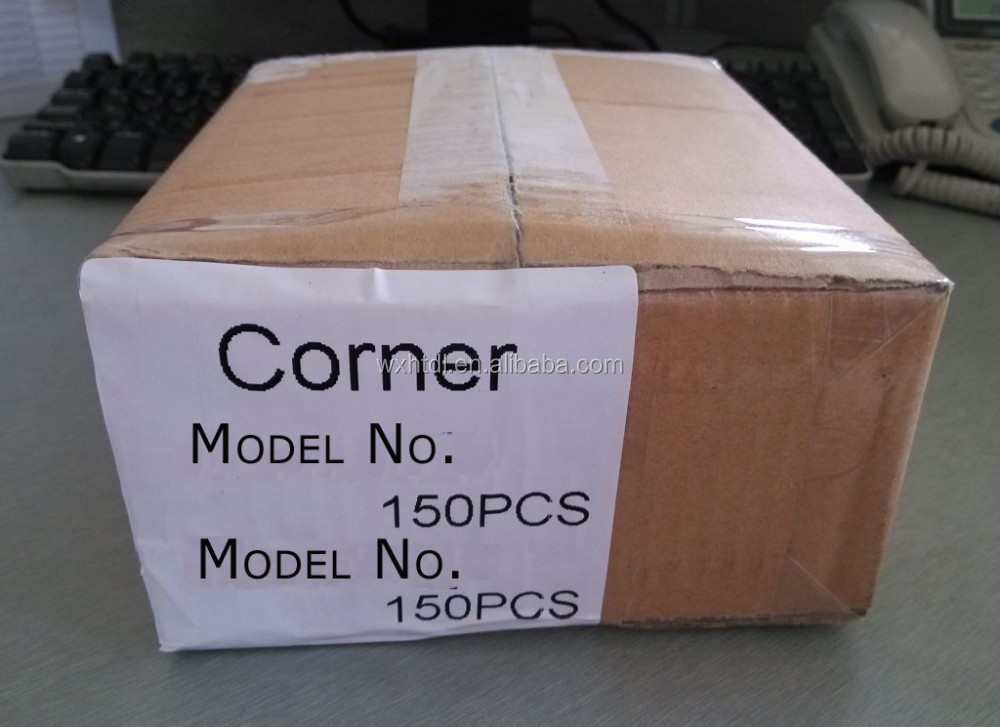 Corner
wxhtdl.en.alibaba.com
MODEL NO.
150PCS
MODEL NO.
150PCS